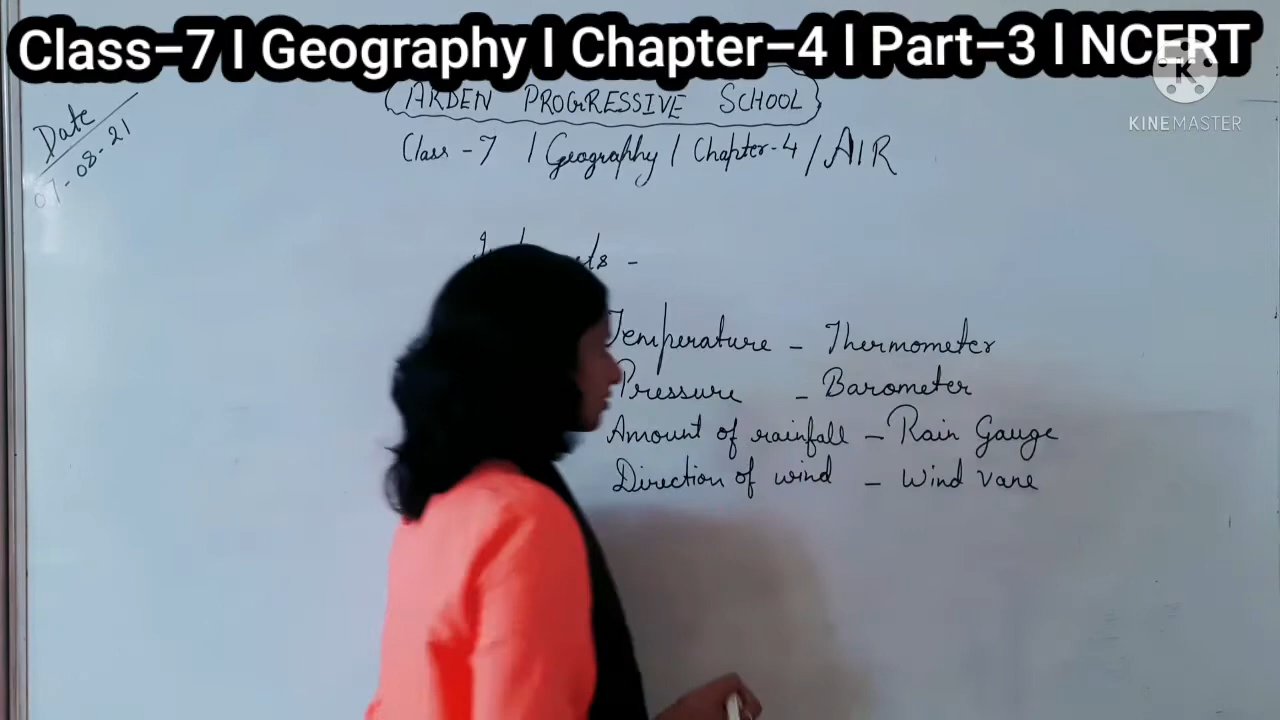 Class-7 I Geography I Chapter-4 I Part-3 I NCERT
K
KINEMASTER
Date
07-08-21
ARDEN PROGRESSIVE SCHOOL
Class - 7 / Geography / Chapter-4 / AIR
Temperature - Thermometer
Pressure - Barometer
Amount of rainfall - Rain Gauge
Direction of wind - Wind vane